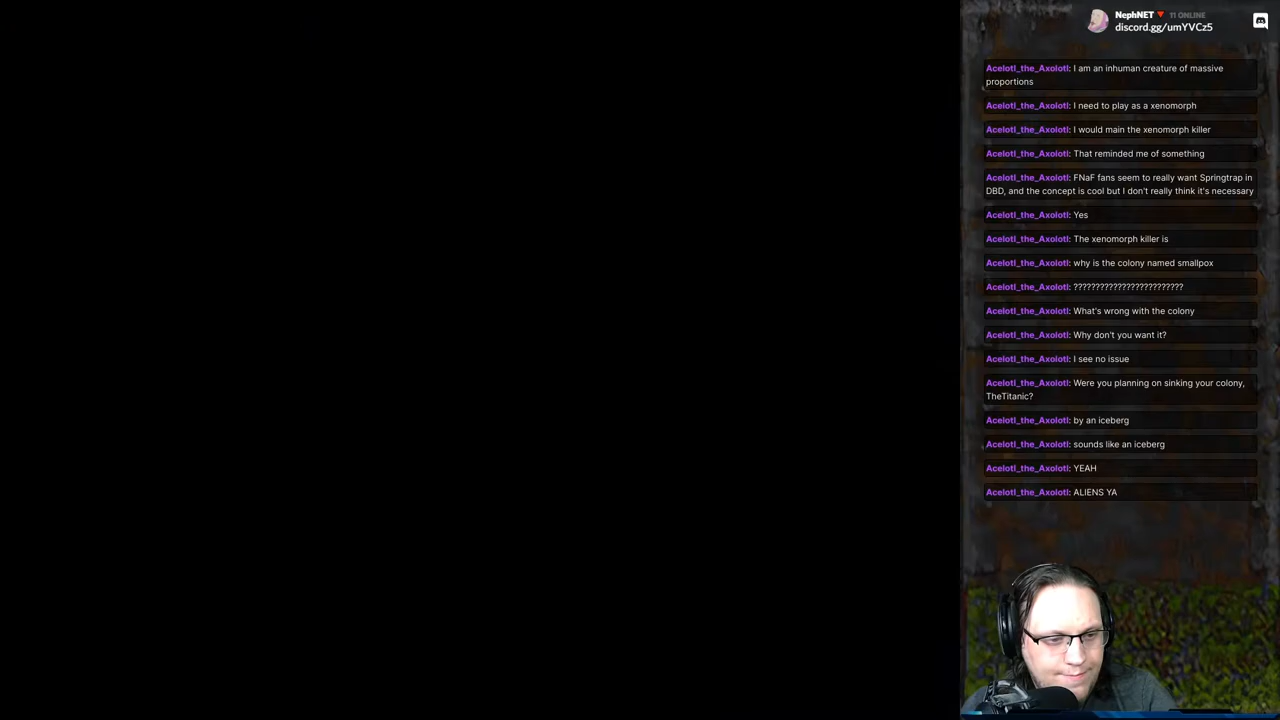 NephNET 11 ONLINE
discord.gg/umYVCz5
Acelotl_the_Axolotl: I am an inhuman creature of massive
proportions
Acelotl_the_Axolotl: I need to play as a xenomorph
Acelotl_the_Axolotl: I would main the xenomorph killer
Acelotl_the_Axolotl: That reminded me of something
Acelotl_the_Axolotl: FNaF fans seem to really want Springtrap in
DBD, and the concept is cool but I don't really think it's necessary
Acelotl_the_Axolotl: Yes
Acelotl_the_Axolotl: The xenomorph killer is
Acelotl_the_Axolotl: why is the colony named smallpox
Acelotl_the_Axolotl: ?????????????????????????
Acelotl_the_Axolotl: What's wrong with the colony
Acelotl_the_Axolotl: Why don't you want it?
Acelotl_the_Axolotl: I see no issue
Acelotl_the_Axolotl: Were you planning on sinking your colony,
TheTitanic?
Acelotl_the_Axolotl: by an iceberg
Acelotl_the_Axolotl: sounds like an iceberg
Acelotl_the_Axolotl: YEAH
Acelotl_the_Axolotl: ALIENS YA